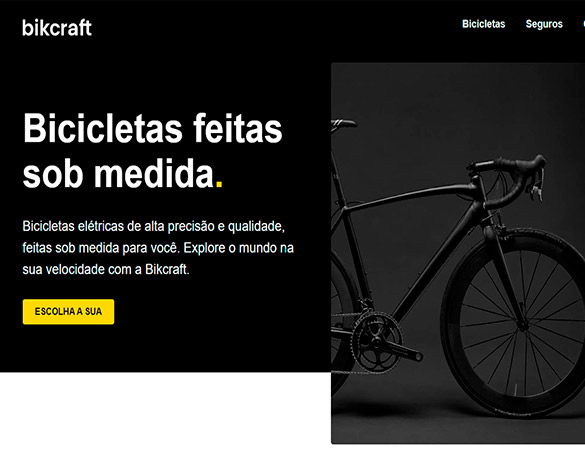 bikcraft
Bicicletas
Seguros
Bicicletas feitas
sob medida.
Bicicletas elétricas de alta precisão e qualidade,
feitas sob medida para você. Explore o mundo na
sua velocidade com a Bikcraft.
ESCOLHA A SUA